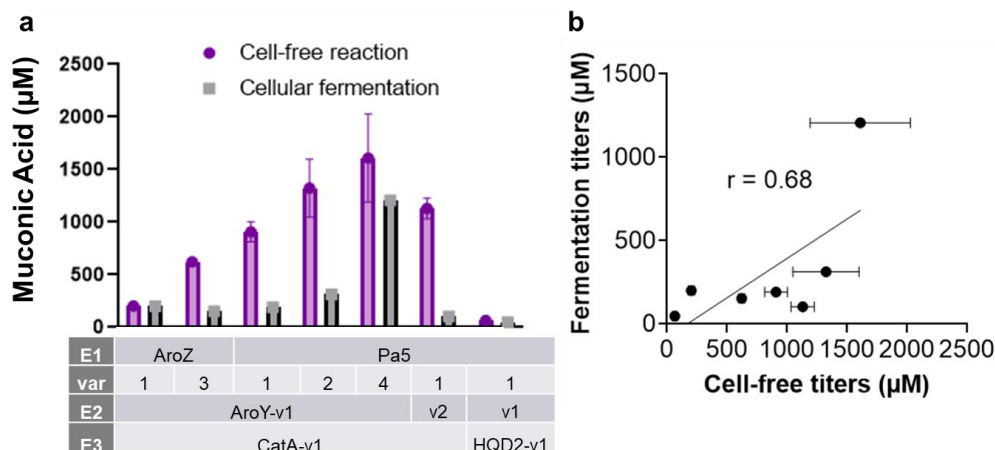 a
Cell-free reaction
Cellular fermentation
Muconic Acid (µM)
2500
2000
1500
1000
500
0
E1 AroZ Pa5
var 1 3 1 2 4 1 1
E2 AroY-v1 v2 v1
E3 CatA-v1 HQD2-v1
b
Fermentation titers (µM)
1500
1000
500
0
r = 0.68
0 500 1000 1500 2000 2500
Cell-free titers (µM)